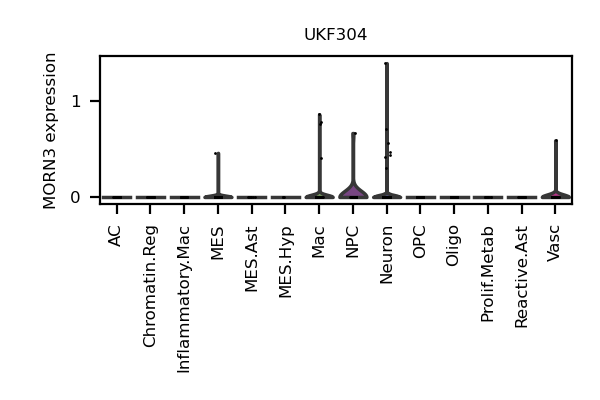 UKF304
MORN3 expression
1
0
AC
Chromatin.Reg
Inflammatory.Mac
MES
MES.Ast
MES.Hyp
Mac
NPC
Neuron
OPC
Oligo
Prolif.Metab
Reactive.Ast
Vasc